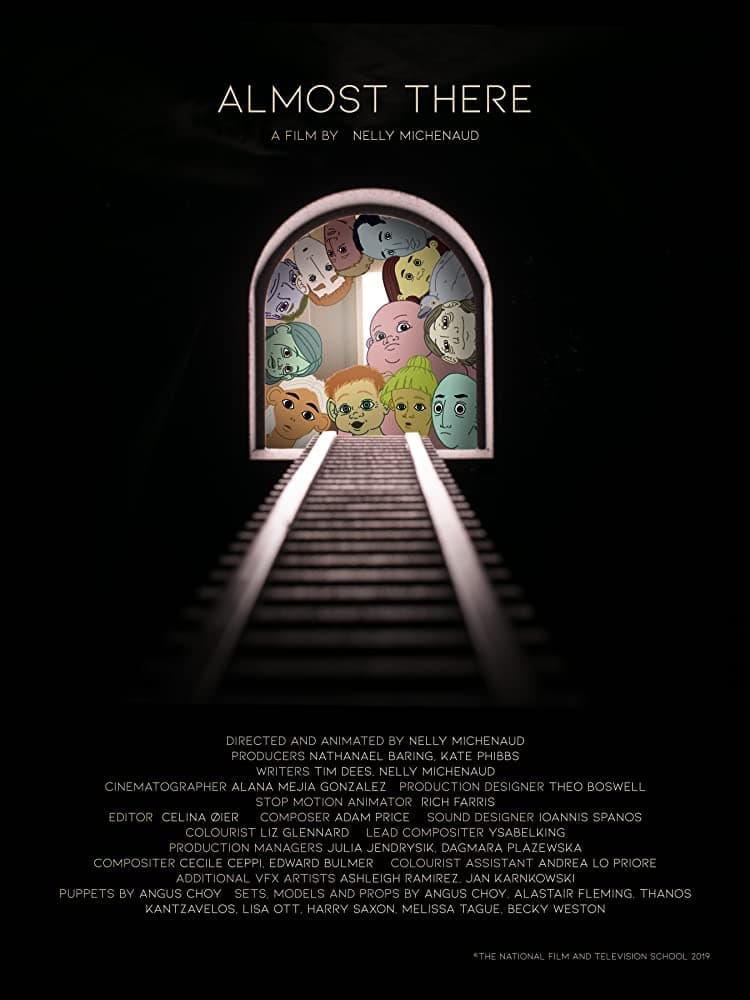 ALMOST THERE
A FILM BY NELLY MICHENAUD
DIRECTED AND ANIMATED BY NELLY MICHENAUD
PRODUCERS NATHANAEL BARING, KATE PHIBBS
WRITERS TIM DEES, NELLY MICHENAUD
CINEMATOGRAPHER ALANA MEJIA GONZALEZ PRODUCTION DESIGNER THEO BOSWELL
STOP MOTION ANIMATOR RICH FARRIS
EDITOR CELINA ØIER COMPOSER ADAM PRICE SOUND DESIGNER IOANNIS SPANOS
COLOURIST LIZ GLENNARD LEAD COMPOSITER YSABELKING
PRODUCTION MANAGERS JULIA JENDRYSIK, DAGMARA PLAZEWSKA
COMPOSITER CECILE CEPPI, EDWARD BULMER COLOURIST ASSISTANT ANDREA LO PRIORE
ADDITIONAL VFX ARTISTS ASHLEIGH RAMIREZ, JAN KARNKOWSKI
PUPPETS BY ANGUS CHOY SETS, MODELS AND PROPS BY ANGUS CHOY, ALASTAIR FLEMING, THANOS
KANTZAVELOS, LISA OTT, HARRY SAXON, MELISSA TAGUE, BECKY WESTON
©THE NATIONAL FILM AND TELEVISION SCHOOL 2019